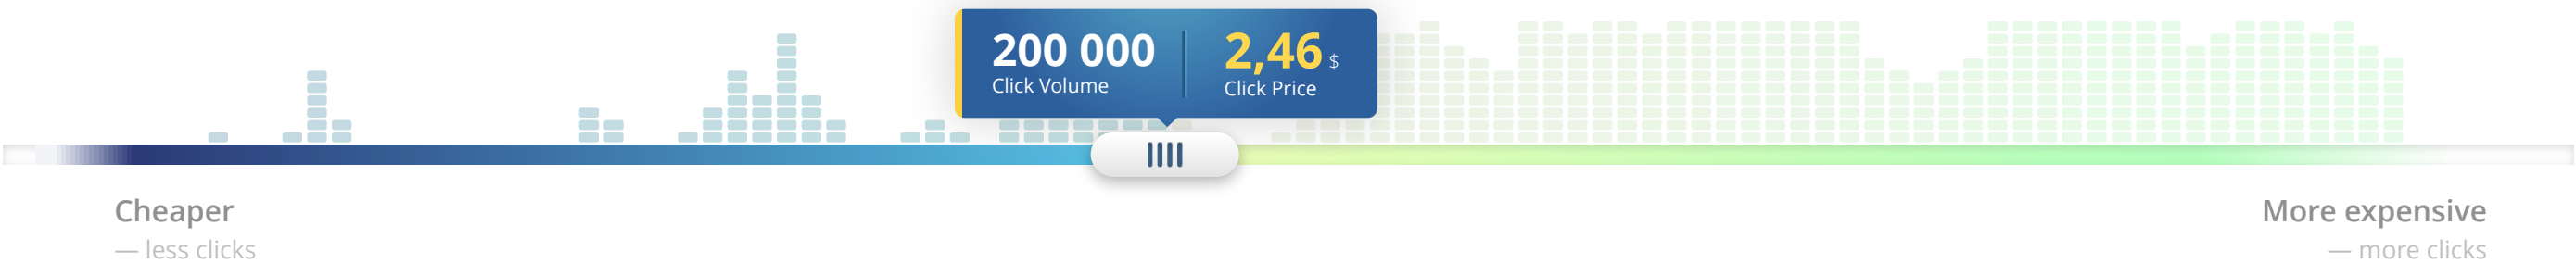 200 000
Click Volume
2,46 $
Click Price
Cheaper
— less clicks
More expensive
— more clicks